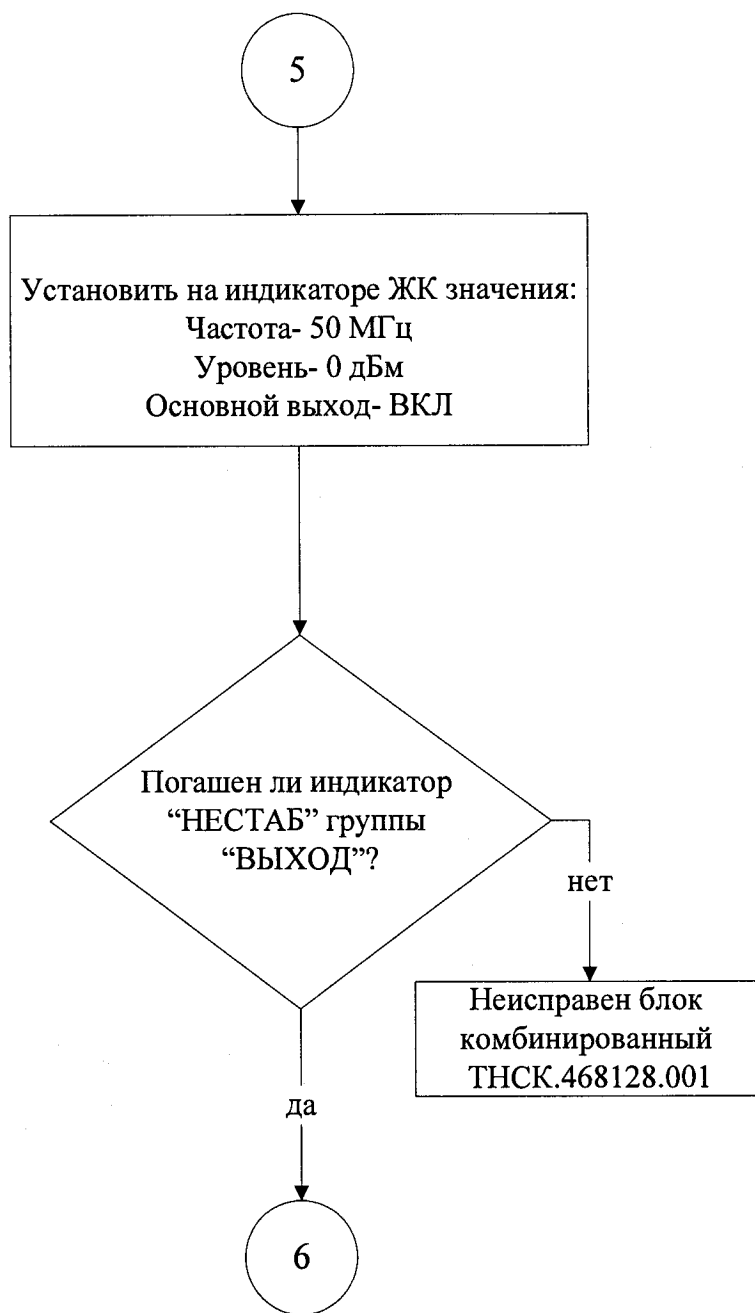 5
Установить на индикаторе ЖК значения:
Частота- 50 МГц
Уровень- 0 дБм
Основной выход- ВКЛ
Погашен ли индикатор
“НЕСТАБ” группы
“ВЫХОД”?
нет
Неисправен блок
комбинированный
ТНСК.468128.001
да
6